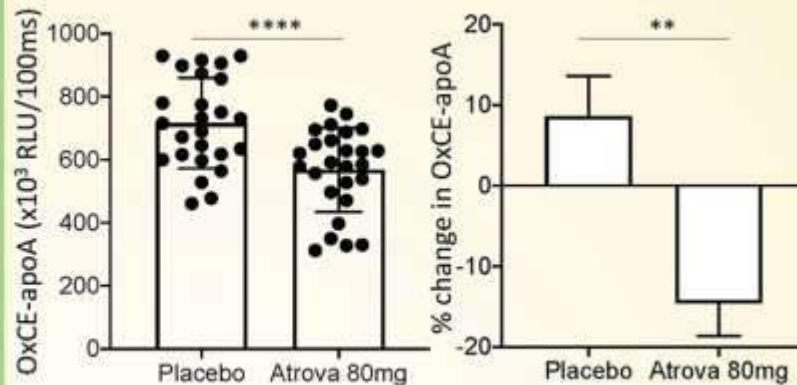 OxCE-apoA (x10³ RLU/100ms)
1000
800
600
400
200
0
****
Placebo
Atrova 80mg
% change in OxCE-apoA
20
10
0
-10
-20
**
Placebo
Atrova 80mg